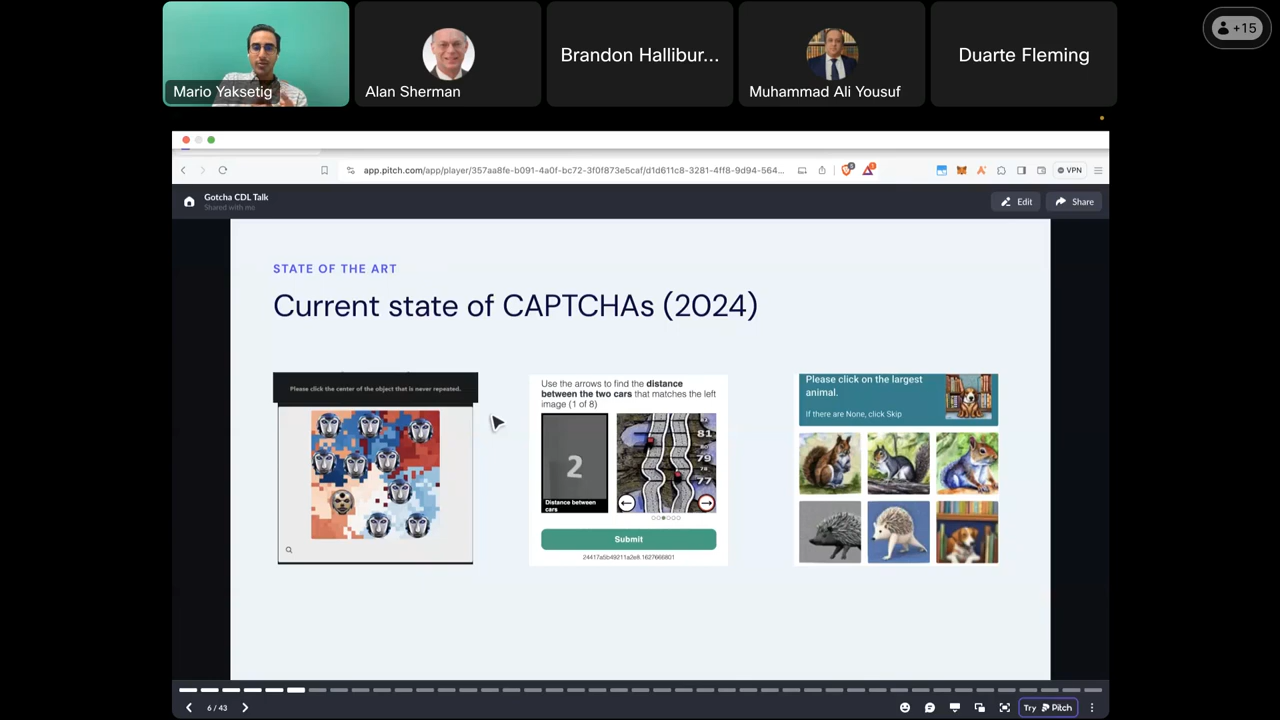 Mario Yaksetig
Alan Sherman
Brandon Hallibur...
Muhammad Ali Yousuf
Duarte Fleming
+15
app.pitch.com/app/player/357aa8fe-b091-4a0f-bc72-3f0f873e5caf/d1d611c8-3281-4ff8-9d94-564...
VPN
Gotcha CDL Talk
Shared with me
Edit
Share
STATE OF THE ART
Current state of CAPTCHAs (2024)
Please click the center of the object that is never repeated.
Use the arrows to find the distance
between the two cars that matches the left
image (1 of 8)
2
Distance between
cars
81
79
77
Submit
24417a5b49211a2e8.1627666801
Please click on the largest
animal.
If there are None, click Skip
6 / 43
Try Pitch